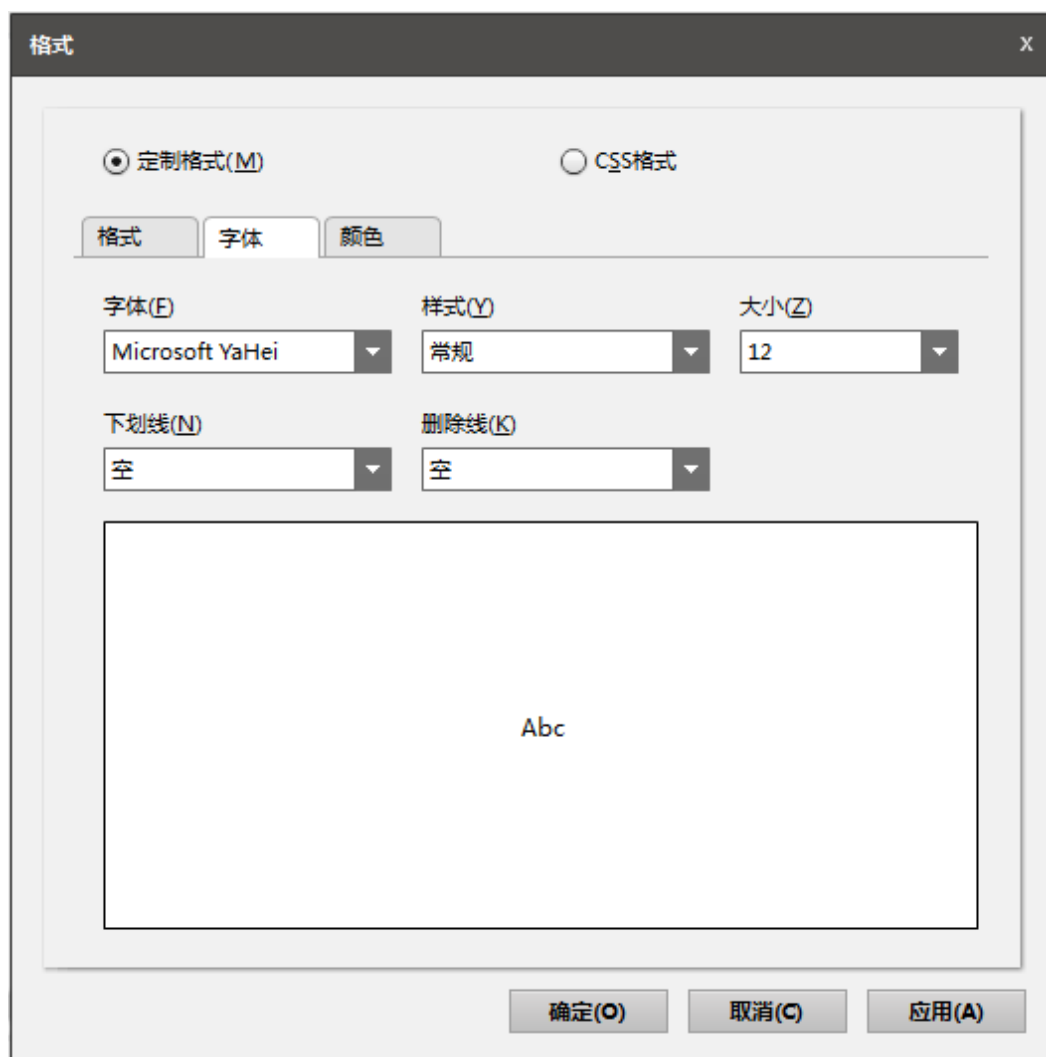 格式 x
定制格式(M) CSS格式
格式 字体 颜色
字体(F) 样式(Y) 大小(Z)
Microsoft YaHei 常规 12
下划线(N) 删除线(K)
空 空
Abc
确定(O) 取消(C) 应用(A)